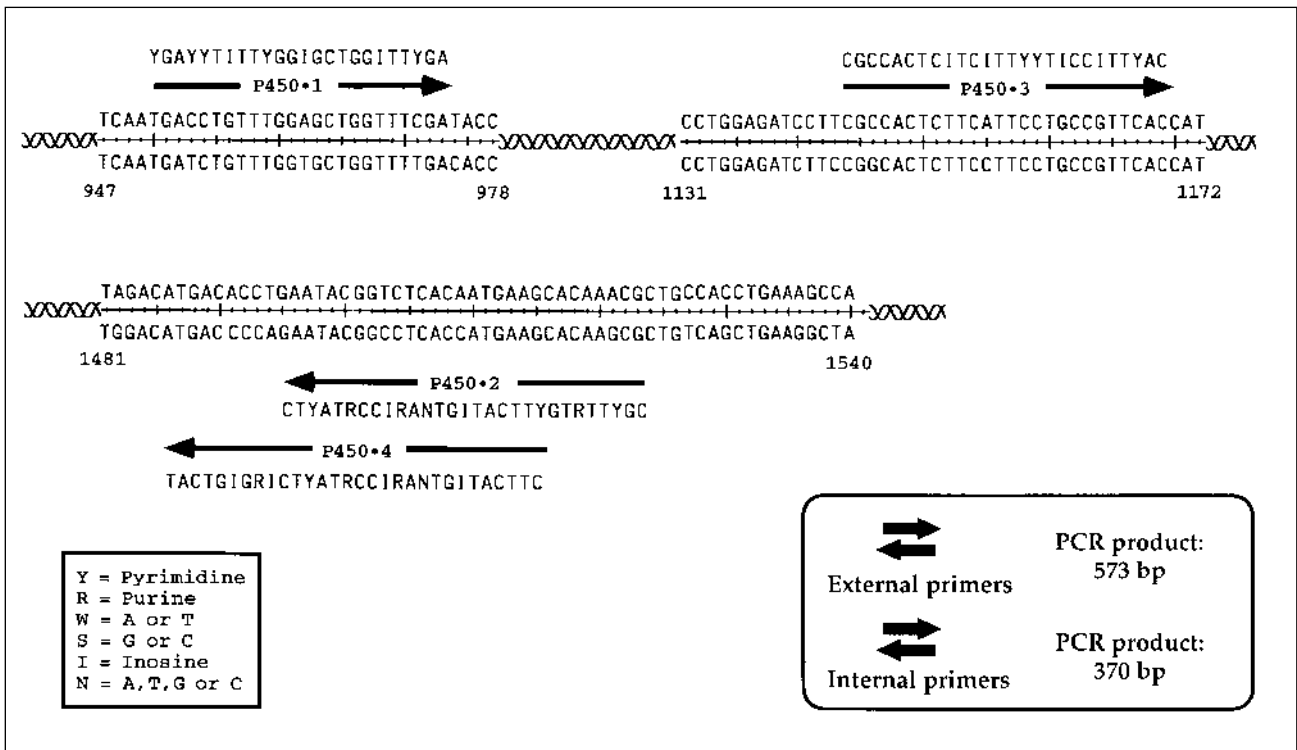 YGAYYTITTYGGIGCTGGITTYGA
P450•1
TCAATGACCTGTTTGGAGCTGGTTTCGATACC
TCAATGATCTGTTTGGTGCTGGTTTTGACACC
947 978
CGCCACTCITCITTYYTICCITTYAC
P450•3
CCTGGAGATCCTTCGCCACTCTTCATTCCTGCCGTTCACCAT
CCTGGAGATCTTCCGGCACTCTTCCTTCCTGCCGTTCACCAT
1131 1172
TAGACATGACACCTGAATACGGTCTCACAATGAAGCACAAACGCTGCCACCTGAAAGCCA
TGGACATGACCCCAGAATACGGCCTCACCATGAAGCACAAGCGCTGTCAGCTGAAGGCTA
1481 1540
P450•2
CTYATRCCIRANTGITACTTYGTRTTYGC
P450•4
TACTGIGRICTYATRCCIRANTGITACTTC
Y = Pyrimidine
R = Purine
W = A or T
S = G or C
I = Inosine
N = A,T,G or C
External primers
PCR product:
573 bp
Internal primers
PCR product:
370 bp